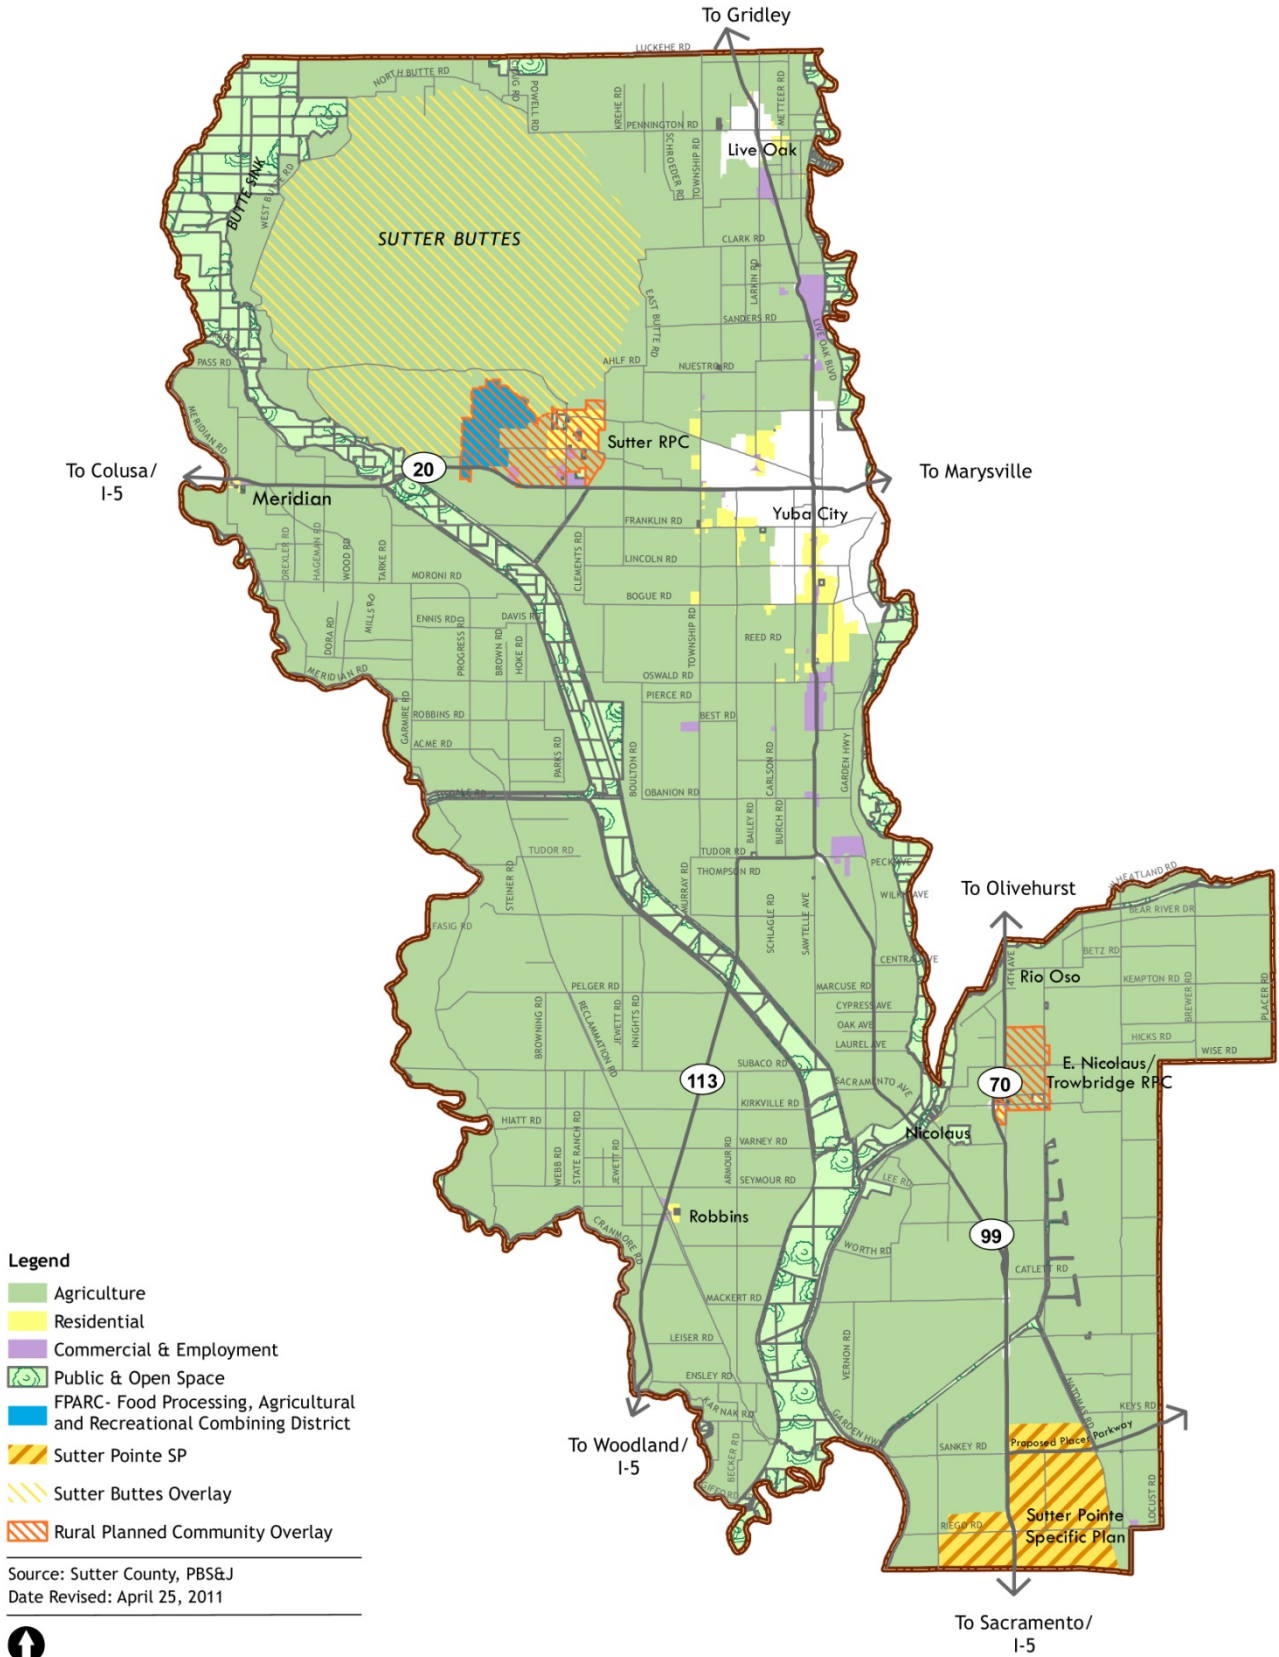 To Gridley
LUCKEHE RD
NORTH BUTTE RD
CRAIG RD
POWELL RD
KREHE RD
PENNINGTON RD
SCHROEDER RD
TOWNSHIP RD
METTEER RD
Live Oak
BUTTE SINK
WEST BUTTE RD
SUTTER BUTTES
CLARK RD
LARKIN RD
EAST BUTTE RD
SANDERS RD
LIVE OAK BLVD
PASS RD
AHLF RD
NUESTRO RD
MERIDIAN RD
Sutter RPC
To Colusa/
I-5
20
To Marysville
Meridian
Yuba City
FRANKLIN RD
DREXLER RD
HAGEMAN RD
WOOD RD
TARKE RD
CLEMENTS RD
LINCOLN RD
MORONI RD
BOGUE RD
MILLS RD
ENNIS RD
DAVIS RD
DORA RD
PROGRESS RD
BROWN RD
HOKE RD
TOWNSHIP RD
REED RD
MERIDIAN RD
OSWALD RD
PIERCE RD
GARMIRE RD
ROBBINS RD
BEST RD
ACME RD
PARKS RD
BOULTON RD
CARLSON RD
GARDEN HWY
OBANION RD
BAILEY RD
BURCH RD
TUDOR RD
TUDOR RD
PECK AVE
THOMPSON RD
STEINER RD
MURRAY RD
WILKIE AVE
WHEATLAND RD
To Olivehurst
BEAR RIVER DR
FASIG RD
SCHLAGLE RD
SAWTELLE AVE
4TH AVE
BETZ RD
CENTRAL AVE
Rio Oso
KEMPTON RD
BREWER RD
PLACER RD
PELGER RD
MARCUSE RD
BROWNING RD
RECLAMATION RD
JEWETT RD
KNIGHTS RD
CYPRESS AVE
OAK AVE
LAUREL AVE
HICKS RD
WISE RD
SUBACO RD
E. Nicolaus/
Trowbridge RPC
113
70
SACRAMENTO AVE
KIRKVILLE RD
HIATT RD
STATE RANCH RD
Nicolaus
VARNEY RD
WEBB RD
JEWETT RD
ARMOUR RD
SEYMOUR RD
LEE RD
Robbins
CRANMORE RD
99
WORTH RD
CATLETT RD
MACKERT RD
LEISER RD
VERNON RD
ENSLEY RD
NATOMAS RD
KARNAK RD
KEYS RD
GARDEN HWY
Proposed Placer Parkway
To Woodland/
I-5
BECKER RD
SANKEY RD
GIFFORD
LOCUST RD
RIEGO RD
Sutter Pointe
Specific Plan
To Sacramento/
I-5
Legend
Agriculture
Residential
Commercial & Employment
Public & Open Space
FPARC- Food Processing, Agricultural
and Recreational Combining District
Sutter Pointe SP
Sutter Buttes Overlay
Rural Planned Community Overlay
Source: Sutter County, PBS&J
Date Revised: April 25, 2011